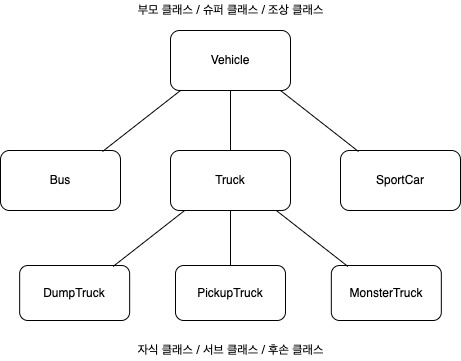 부모 클래스 / 슈퍼 클래스 / 조상 클래스
Vehicle
Bus
Truck
SportCar
DumpTruck
PickupTruck
MonsterTruck
자식 클래스 / 서브 클래스 / 후손 클래스